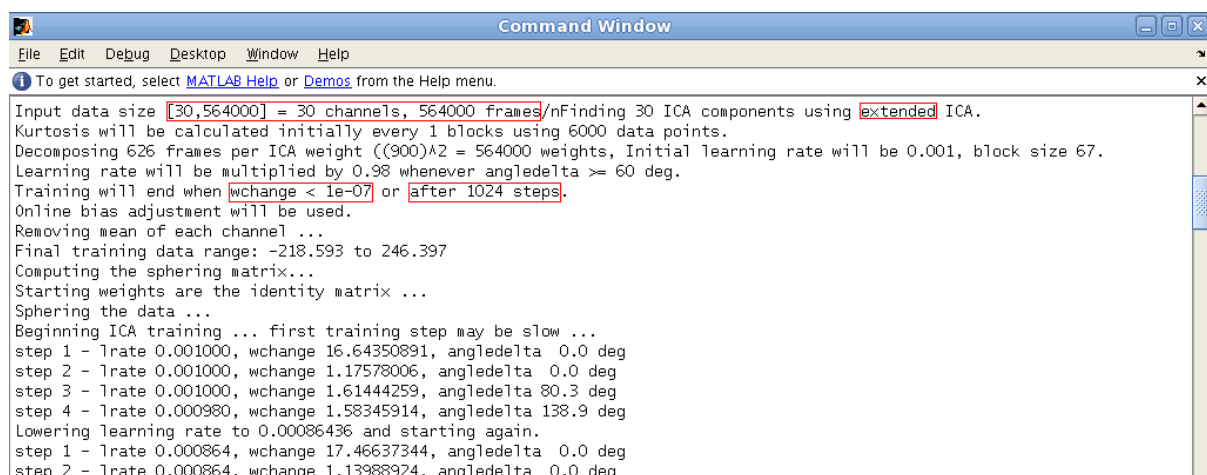 Command Window
File Edit Debug Desktop Window Help
To get started, select MATLAB Help or Demos from the Help menu.
Input data size [30,564000] = 30 channels, 564000 frames/nFinding 30 ICA components using extended ICA.
Kurtosis will be calculated initially every 1 blocks using 6000 data points.
Decomposing 626 frames per ICA weight ((900)^2 = 564000 weights, Initial learning rate will be 0.001, block size 67.
Learning rate will be multiplied by 0.98 whenever angledelta >= 60 deg.
Training will end when wchange < 1e-07 or after 1024 steps.
Online bias adjustment will be used.
Removing mean of each channel ...
Final training data range: -218.593 to 246.397
Computing the sphering matrix...
Starting weights are the identity matrix ...
Sphering the data ...
Beginning ICA training ... first training step may be slow ...
step 1 - lrate 0.001000, wchange 16.64350891, angledelta  0.0 deg
step 2 - lrate 0.001000, wchange 1.17578006, angledelta  0.0 deg
step 3 - lrate 0.001000, wchange 1.61444259, angledelta 80.3 deg
step 4 - lrate 0.000980, wchange 1.58345914, angledelta 138.9 deg
Lowering learning rate to 0.00086436 and starting again.
step 1 - lrate 0.000864, wchange 17.46637344, angledelta  0.0 deg
step 2 - lrate 0.000864, wchange 1.13988924, angledelta  0.0 deg